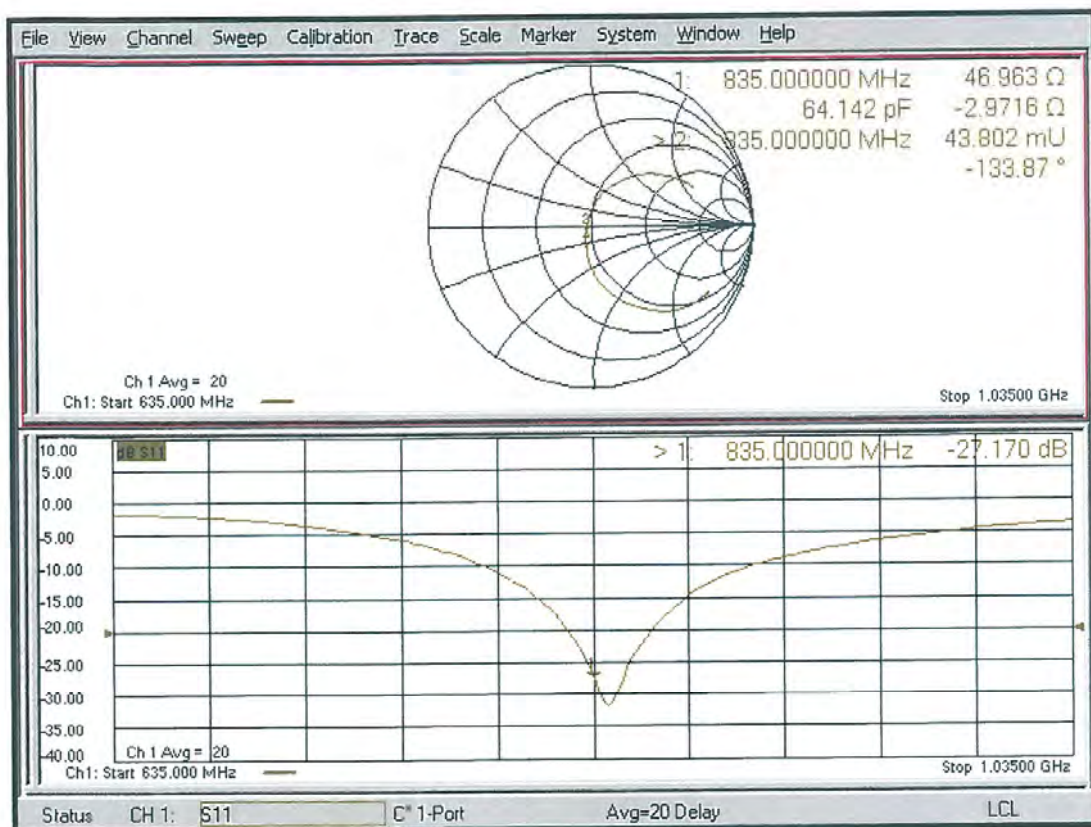 File View Channel Sweep Calibration Trace Scale Marker System Window Help
1: 835.000000 MHz 46.963 Ω
64.142 pF -2.9716 Ω
> 2: 835.000000 MHz 43.802 mU
-133.87 °
Ch 1 Avg = 20
Ch1: Start 635.000 MHz
Stop 1.03500 GHz
10.00
dB S11
> 1: 835.000000 MHz -27.170 dB
5.00
0.00
-5.00
-10.00
-15.00
-20.00
-25.00
-30.00
-35.00
-40.00
Ch 1 Avg = 20
Ch1: Start 635.000 MHz
Stop 1.03500 GHz
Status CH 1: S11 C* 1-Port Avg=20 Delay LCL